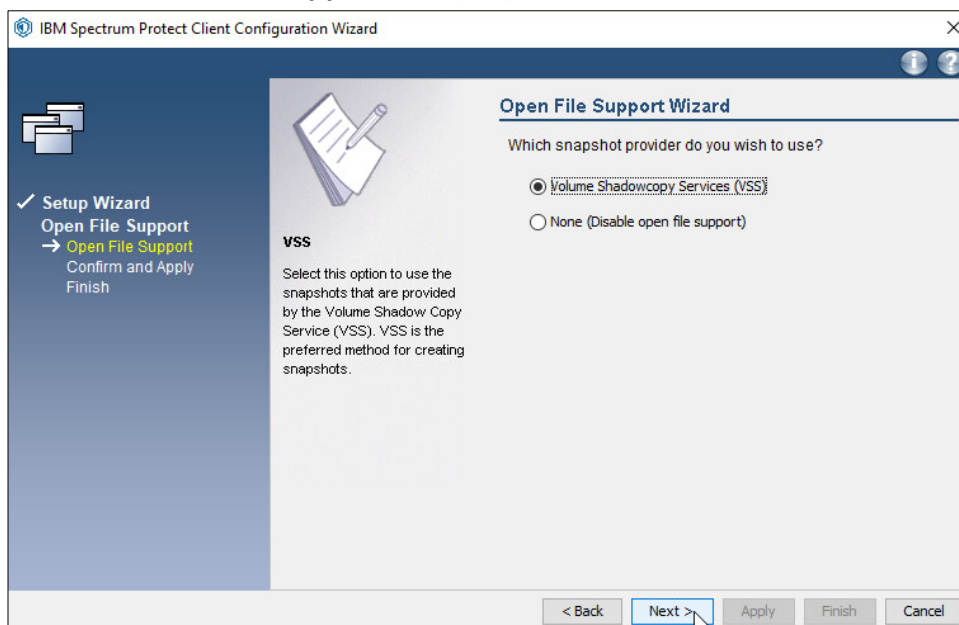 IBM Spectrum Protect Client Configuration Wizard
Setup Wizard
Open File Support
Open File Support
Confirm and Apply
Finish
VSS
Select this option to use the
snapshots that are provided
by the Volume Shadow Copy
Service (VSS). VSS is the
preferred method for creating
snapshots.
Open File Support Wizard
Which snapshot provider do you wish to use?
Volume Shadowcopy Services (VSS)
None (Disable open file support)
< Back Next > Apply Finish Cancel